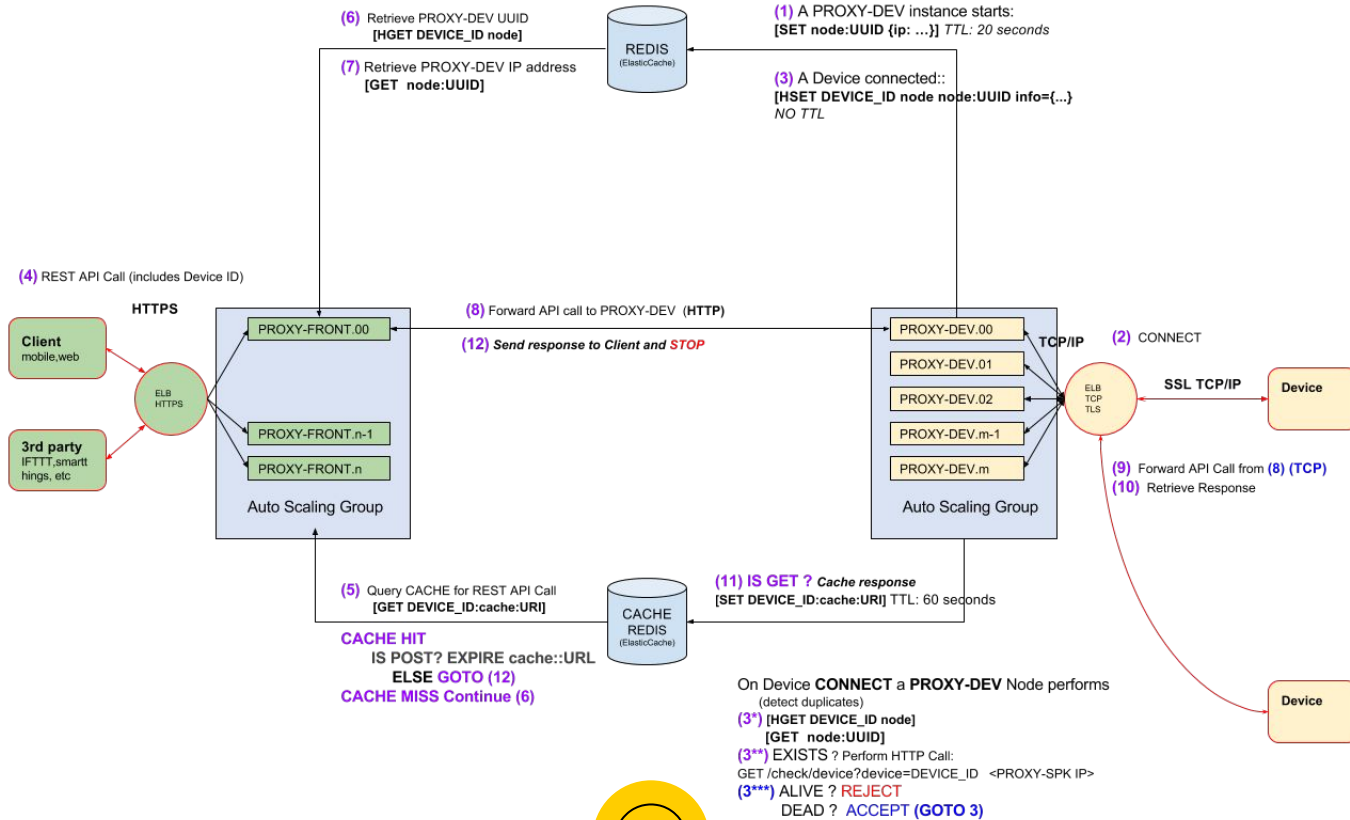 (6) Retrieve PROXY-DEV UUID
[HGET DEVICE_ID node]
(7) Retrieve PROXY-DEV IP address
[GET node:UUID]
REDIS
(ElasticCache)
(1) A PROXY-DEV instance starts:
[SET node:UUID {ip: …}] TTL: 20 seconds
(3) A Device connected::
[HSET DEVICE_ID node node:UUID info={...}
NO TTL
(4) REST API Call (includes Device ID)
HTTPS
Client
mobile,web
3rd party
IFTTT,smartt
hings, etc
ELB
HTTPS
PROXY-FRONT.00
PROXY-FRONT.n-1
PROXY-FRONT.n
Auto Scaling Group
(8) Forward API call to PROXY-DEV (HTTP)
(12) Send response to Client and STOP
PROXY-DEV.00
PROXY-DEV.01
PROXY-DEV.02
PROXY-DEV.m-1
PROXY-DEV.m
Auto Scaling Group
TCP/IP
(2) CONNECT
ELB
TCP
TLS
SSL TCP/IP
Device
(9) Forward API Call from (8) (TCP)
(10) Retrieve Response
Device
(5) Query CACHE for REST API Call
[GET DEVICE_ID:cache:URI]
CACHE HIT
IS POST? EXPIRE cache::URL
ELSE GOTO (12)
CACHE MISS Continue (6)
CACHE
REDIS
(ElasticCache)
(11) IS GET ? Cache response
[SET DEVICE_ID:cache:URI] TTL: 60 seconds
On Device CONNECT a PROXY-DEV Node performs
(detect duplicates)
(3*) [HGET DEVICE_ID node]
[GET node:UUID]
(3**) EXISTS ? Perform HTTP Call:
GET /check/device?device=DEVICE_ID <PROXY-SPK IP>
(3***) ALIVE ? REJECT
DEAD ? ACCEPT (GOTO 3)